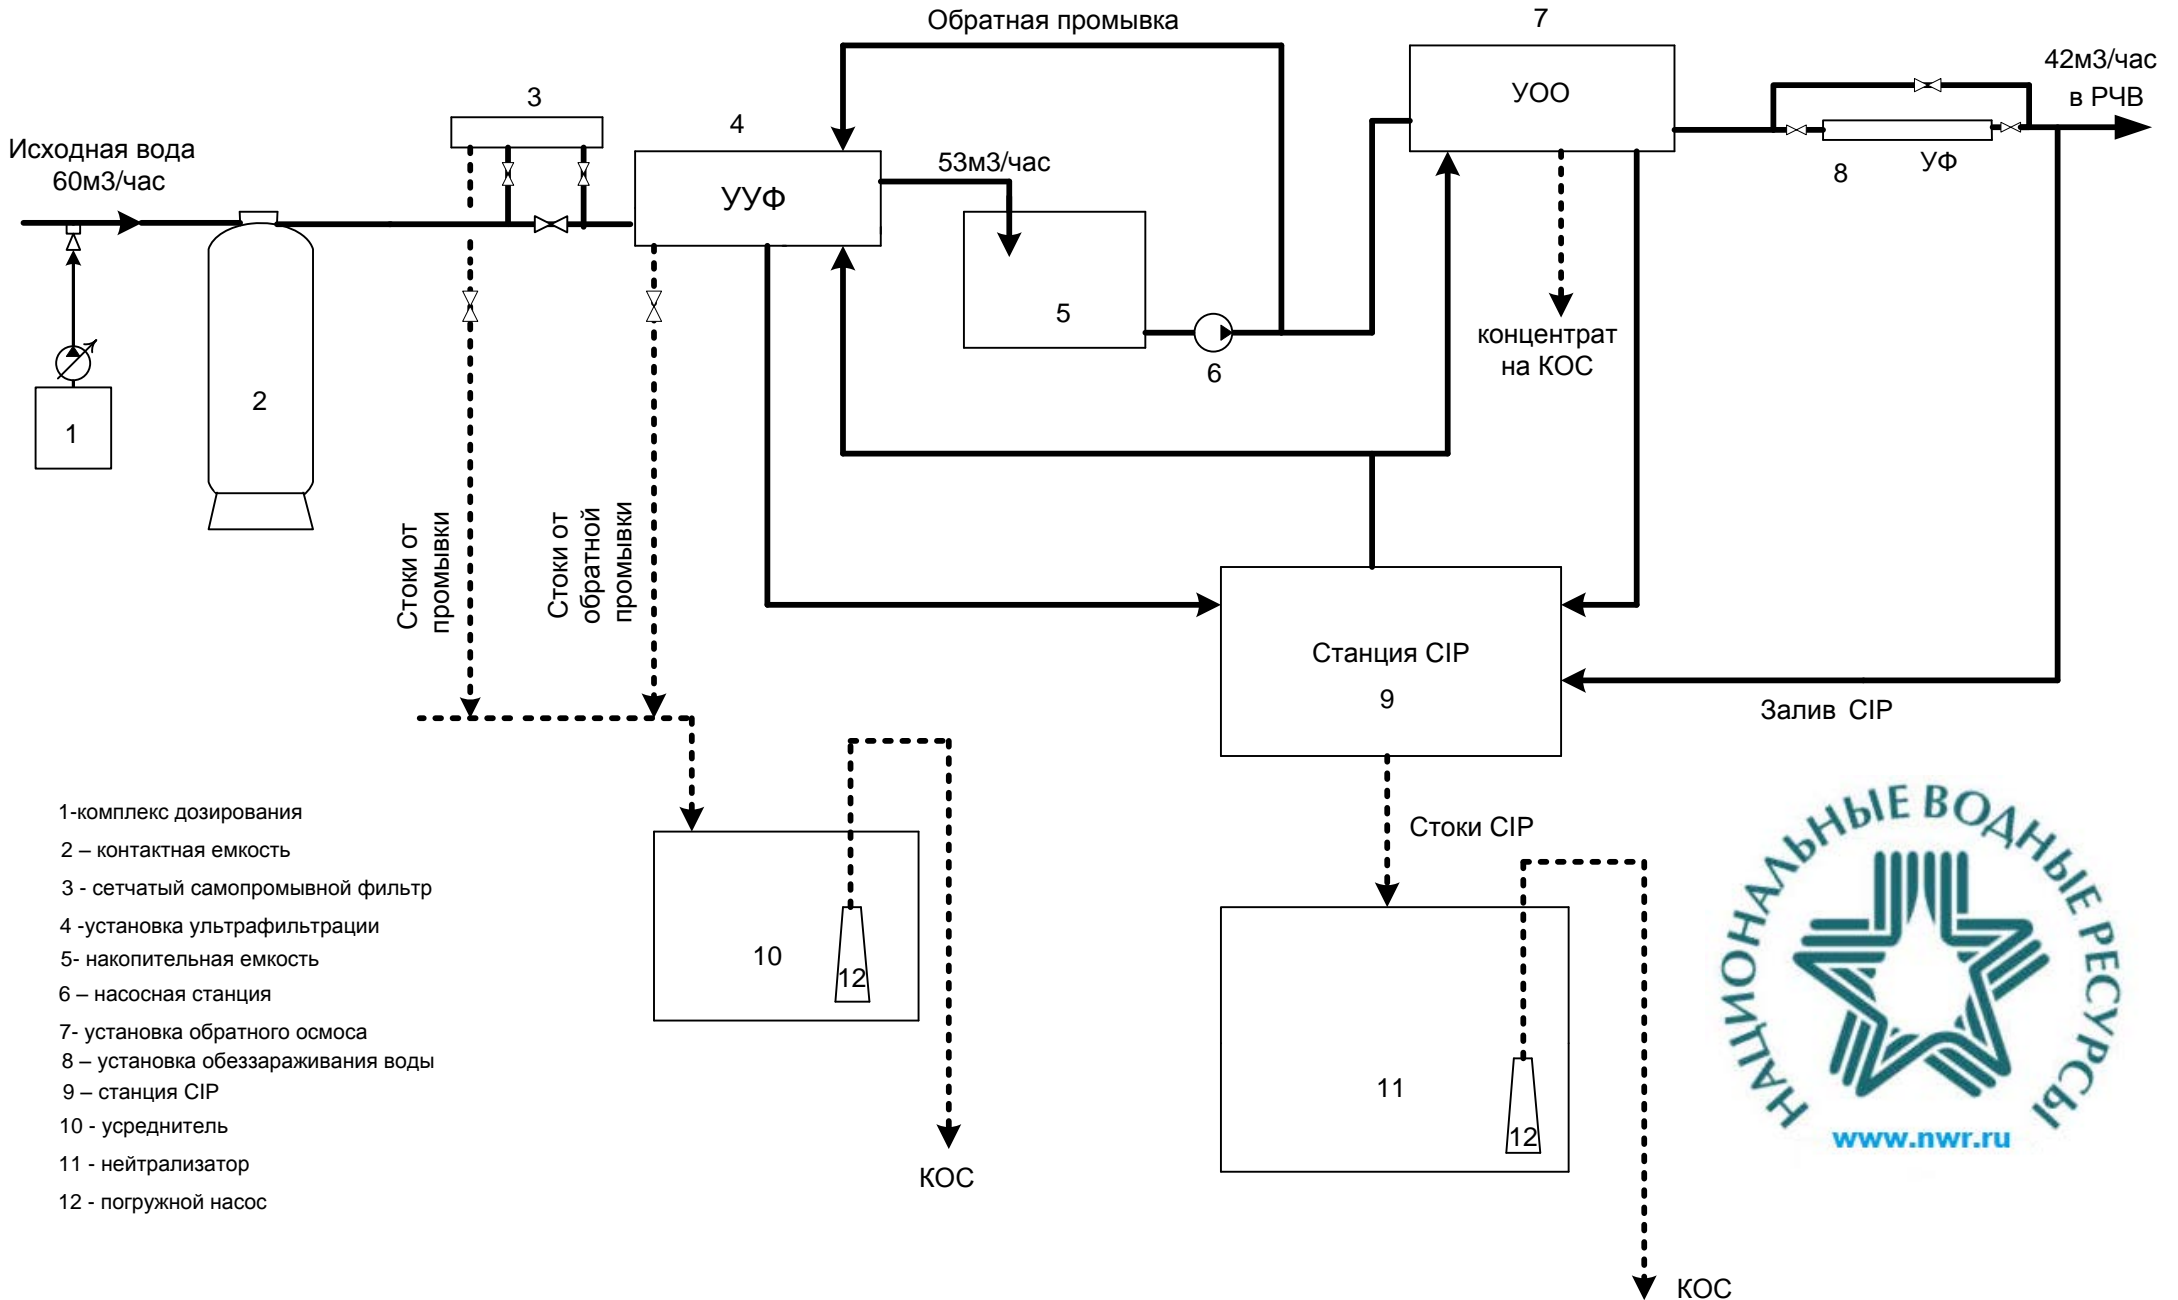 Обратная промывка
7
42м3/час
в РЧВ
3
4
УОО
Исходная вода
60м3/час
53м3/час
УУФ
8
УФ
5
6
концентрат
на КОС
1
2
Стоки от
промывки
Стоки от
обратной
промывки
Станция CIP
9
Залив CIP
Стоки CIP
10
12
КОС
11
12
КОС
1-комплекс дозирования
2 – контактная емкость
3 - сетчатый самопромывной фильтр
4 -установка ультрафильтрации
5- накопительная емкость
6 – насосная станция
7- установка обратного осмоса
8 – установка обеззараживания воды
9 – станция CIP
10 - усреднитель
11 - нейтрализатор
12 - погружной насос
НАЦИОНАЛЬНЫЕ ВОДНЫЕ РЕСУРСЫ
www.nwr.ru